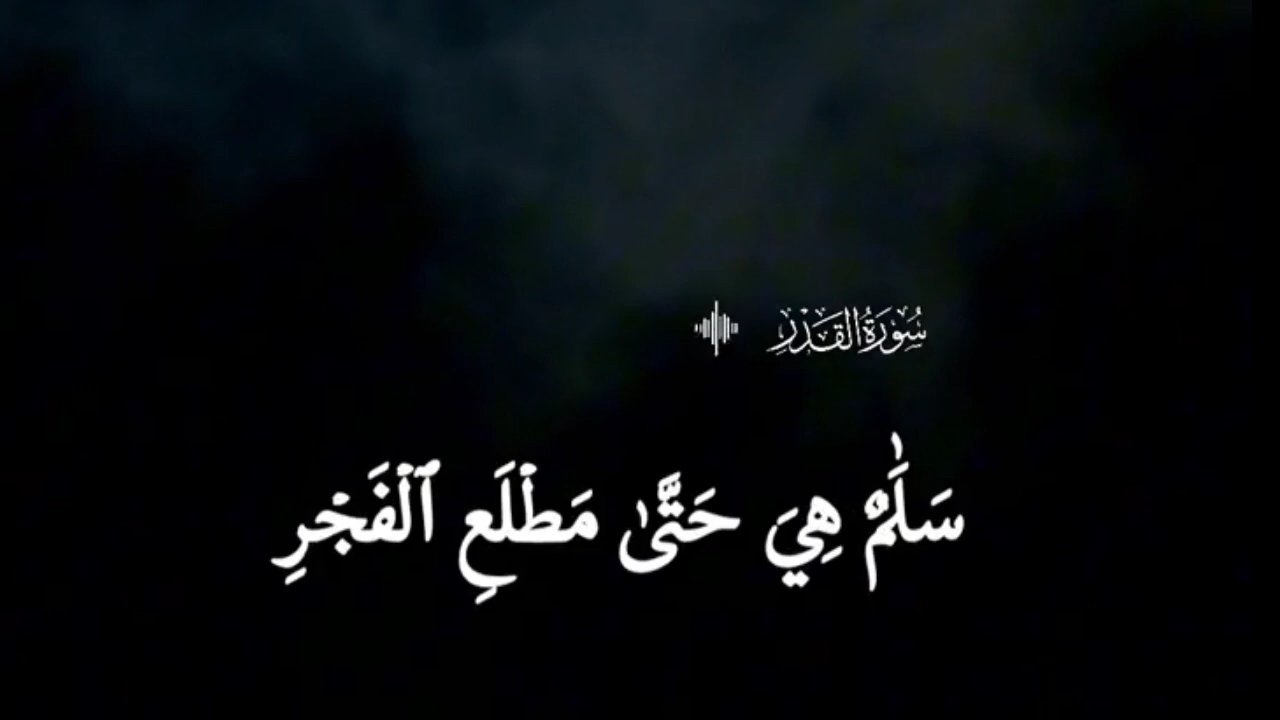 سُورَةُ القَدْرِ
سَلَٰمٌ هِيَ حَتَّىٰ مَطْلَعِ ٱلْفَجْرِ